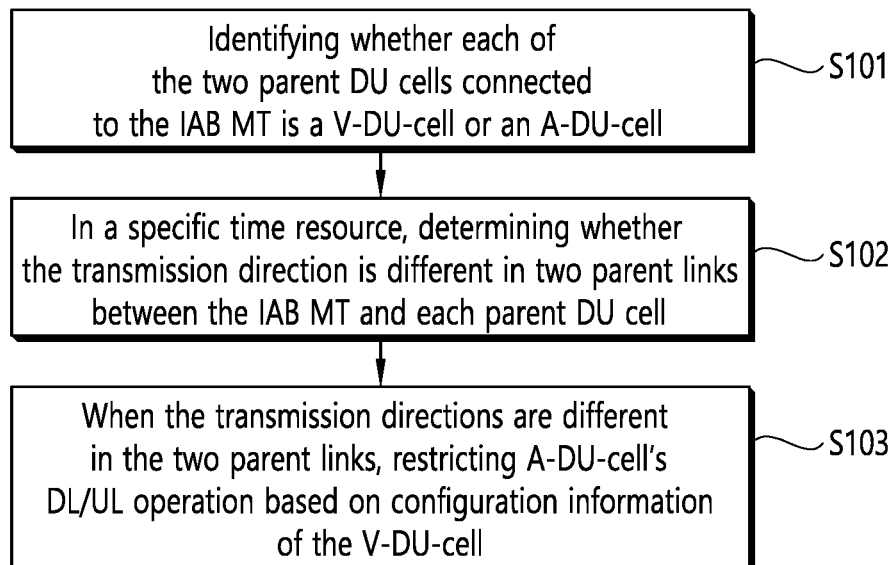 Identifying whether each of
the two parent DU cells connected
to the IAB MT is a V-DU-cell or an A-DU-cell
S101
In a specific time resource, determining whether
the transmission direction is different in two parent links
between the IAB MT and each parent DU cell
S102
When the transmission directions are different
in the two parent links, restricting A-DU-cell's
DL/UL operation based on configuration information
of the V-DU-cell
S103